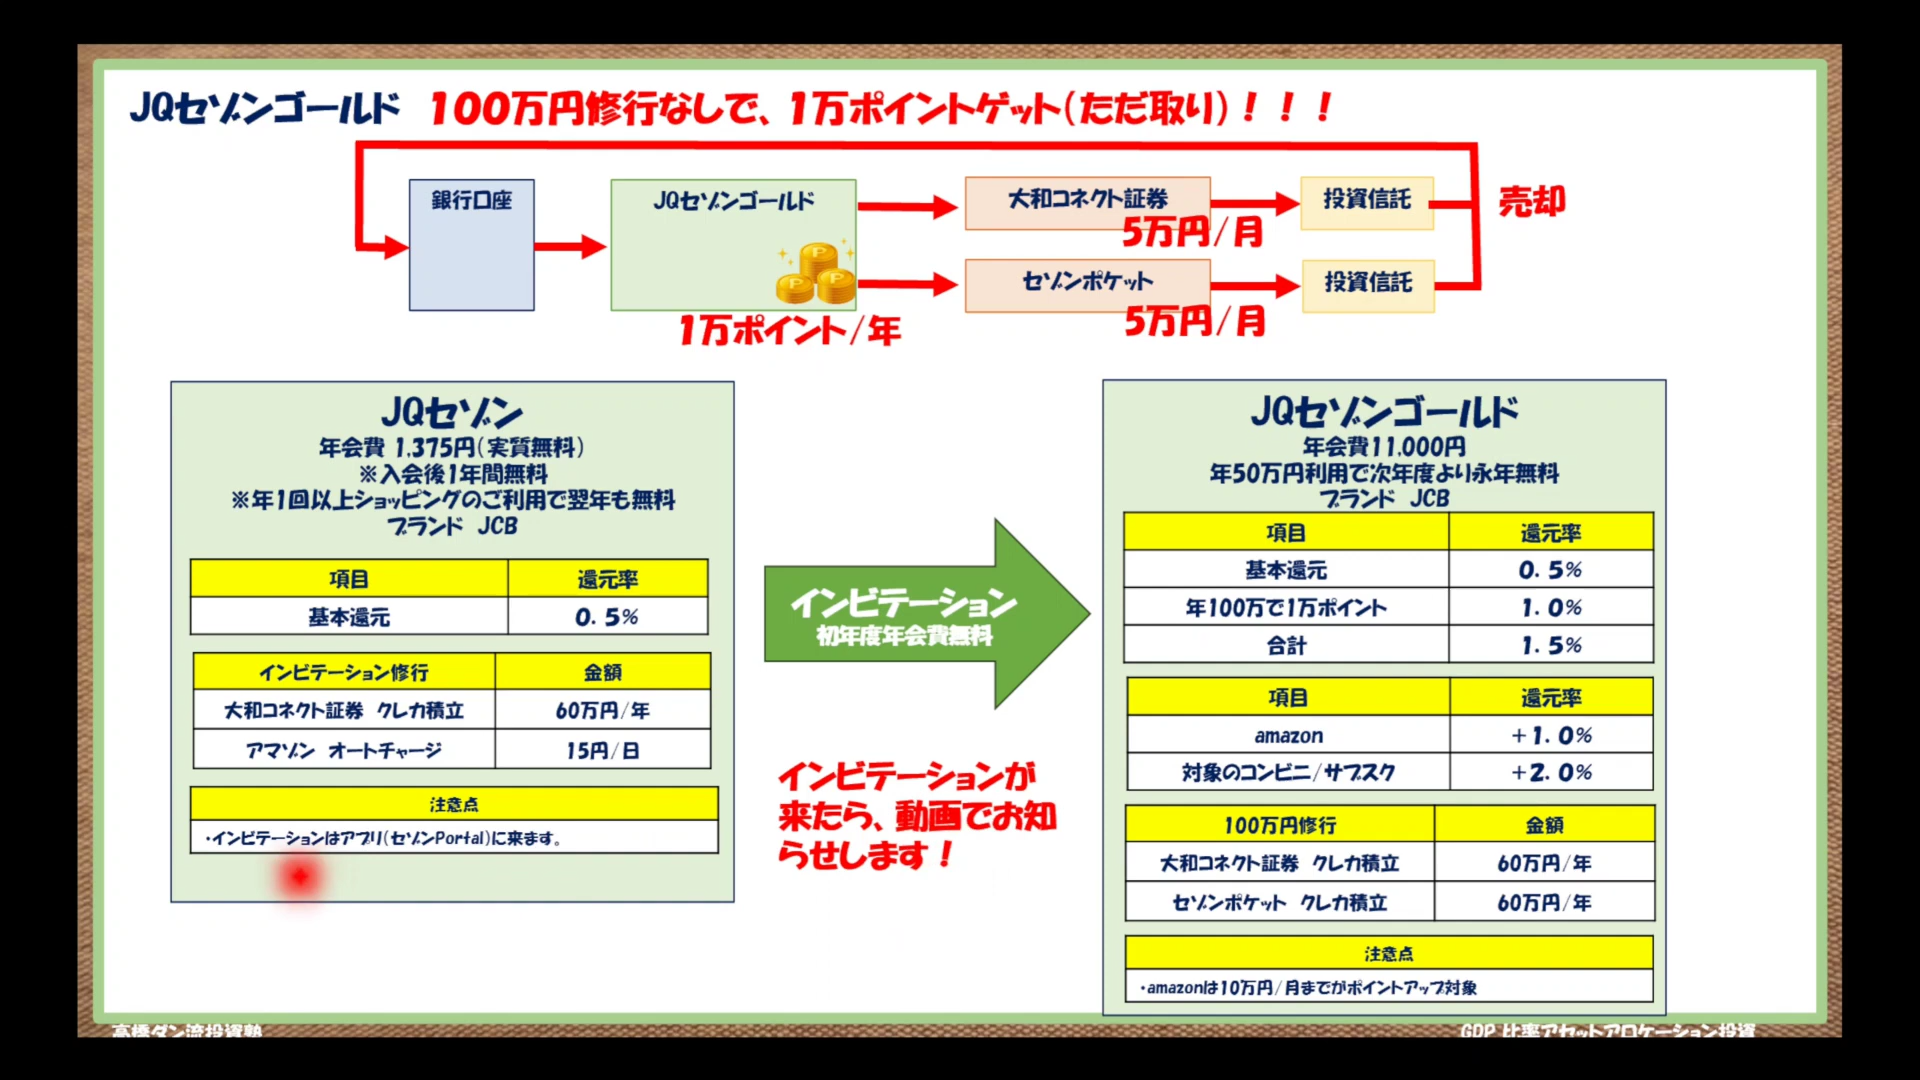 JQセゾンゴールド 100万円修行なしで、1万ポイントゲット(ただ取り)!!!
銀行口座
JQセゾンゴールド
P
P
P
1万ポイント/年
大和コネクト証券
5万円/月
投資信託
売却
セゾンポケット
5万円/月
投資信託
JQセゾン
年会費 1,375円(実質無料)
※入会後1年間無料
※年1回以上ショッピングのご利用で翌年も無料
ブランド JCB
項目 還元率
基本還元 0.5%
インビテーション修行 金額
大和コネクト証券 クレカ積立 60万円/年
アマゾン オートチャージ 15円/日
注意点
・インビテーションはアプリ(セゾンPortal)に来ます。
インビテーション
初年度年会費無料
インビテーションが
来たら、動画でお知
らせします!
JQセゾンゴールド
年会費11,000円
年50万円利用で次年度より永年無料
ブランド JCB
項目 還元率
基本還元 0.5%
年100万で1万ポイント 1.0%
合計 1.5%
項目 還元率
amazon +1.0%
対象のコンビニ/サブスク +2.0%
100万円修行 金額
大和コネクト証券 クレカ積立 60万円/年
セゾンポケット クレカ積立 60万円/年
注意点
・amazonは10万円/月までがポイントアップ対象
高橋ダン流投資塾
GDP 比率アセットアロケーション投資